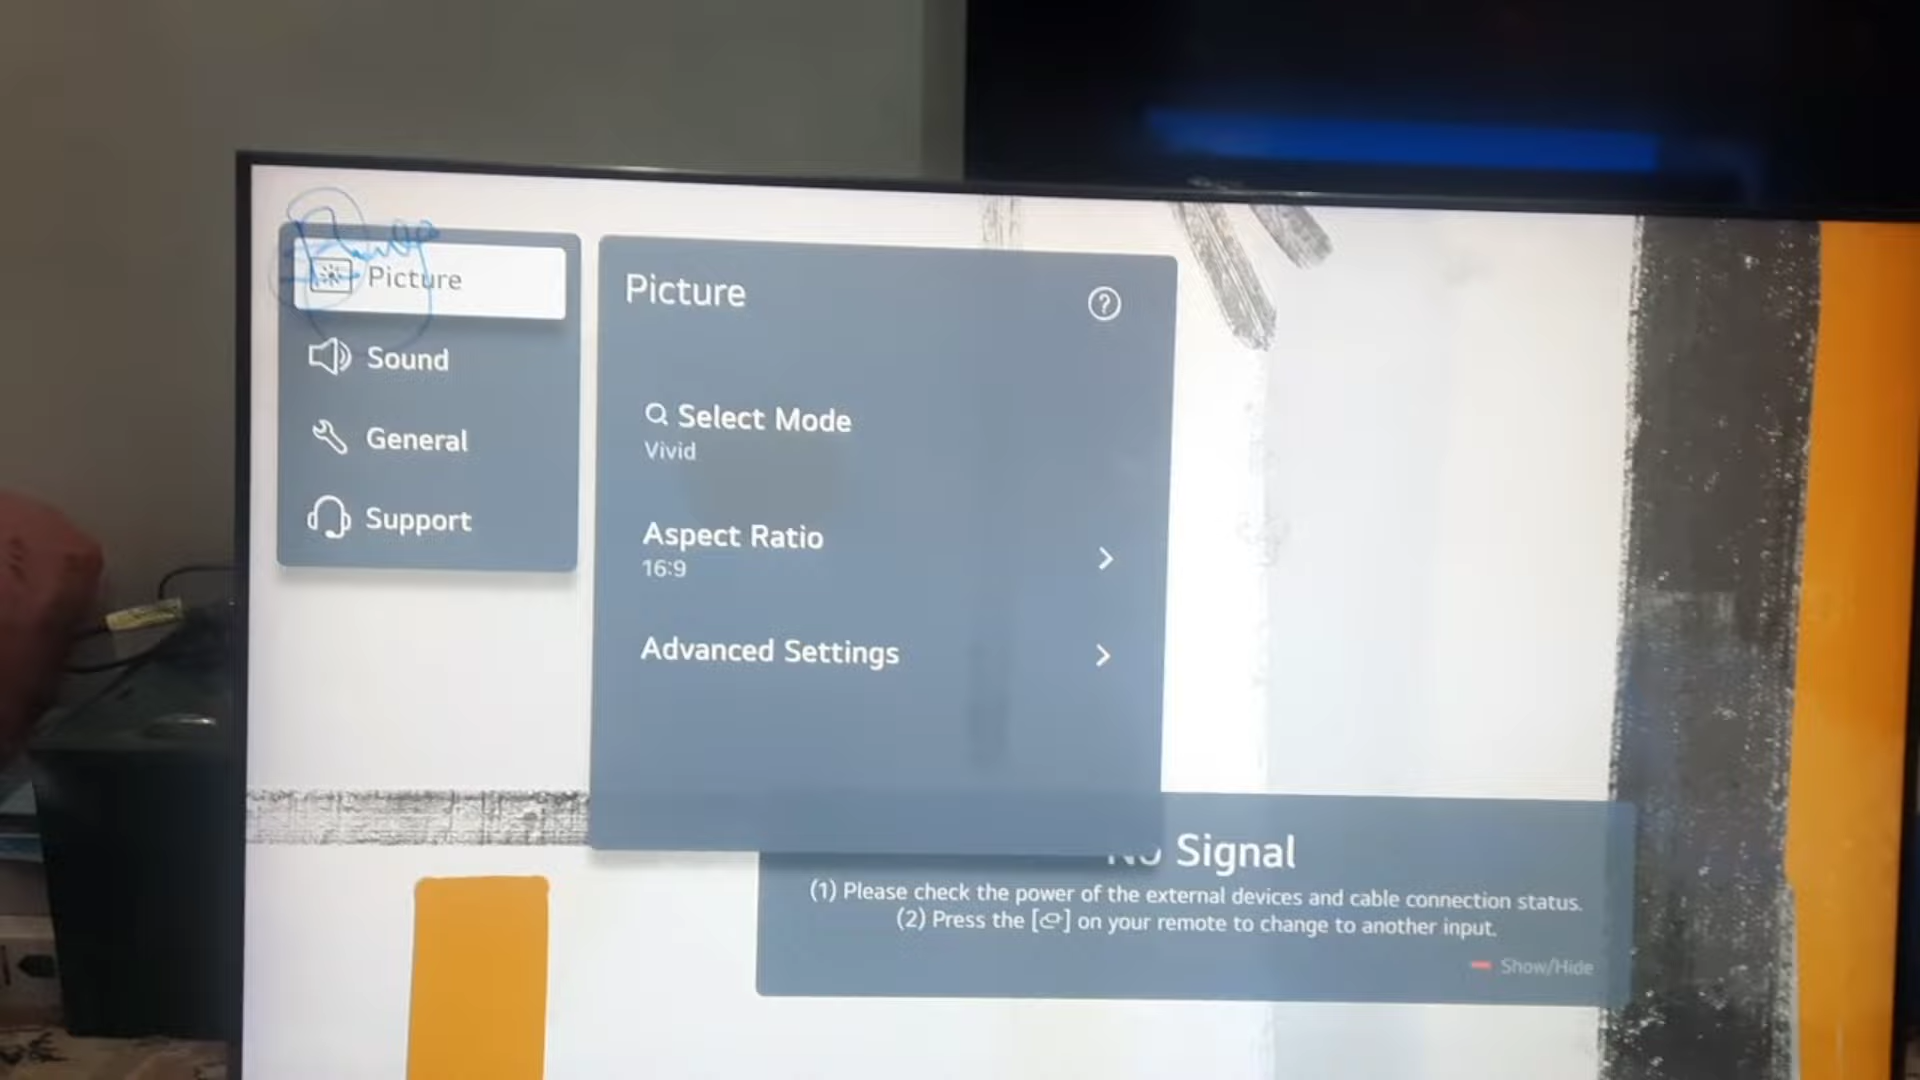 Picture
Sound
General
Support
Picture
Select Mode
Vivid
Aspect Ratio
16:9
Advanced Settings
No Signal
(1) Please check the power of the external devices and cable connection status.
(2) Press the [ ] on your remote to change to another input.
Show/Hide